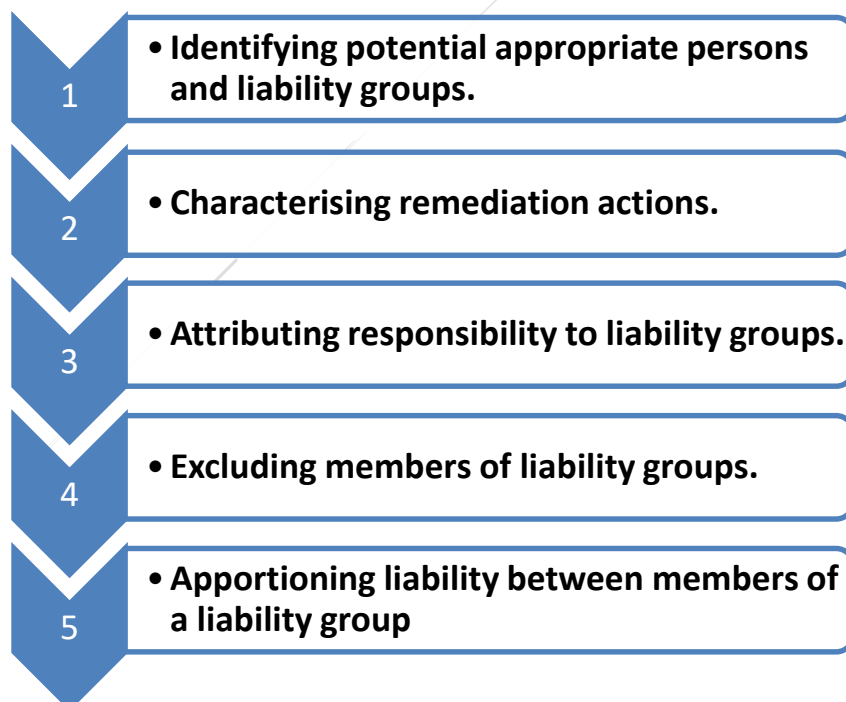 1
• Identifying potential appropriate persons
and liability groups.
2
• Characterising remediation actions.
3
• Attributing responsibility to liability groups.
4
• Excluding members of liability groups.
5
• Apportioning liability between members of
a liability group